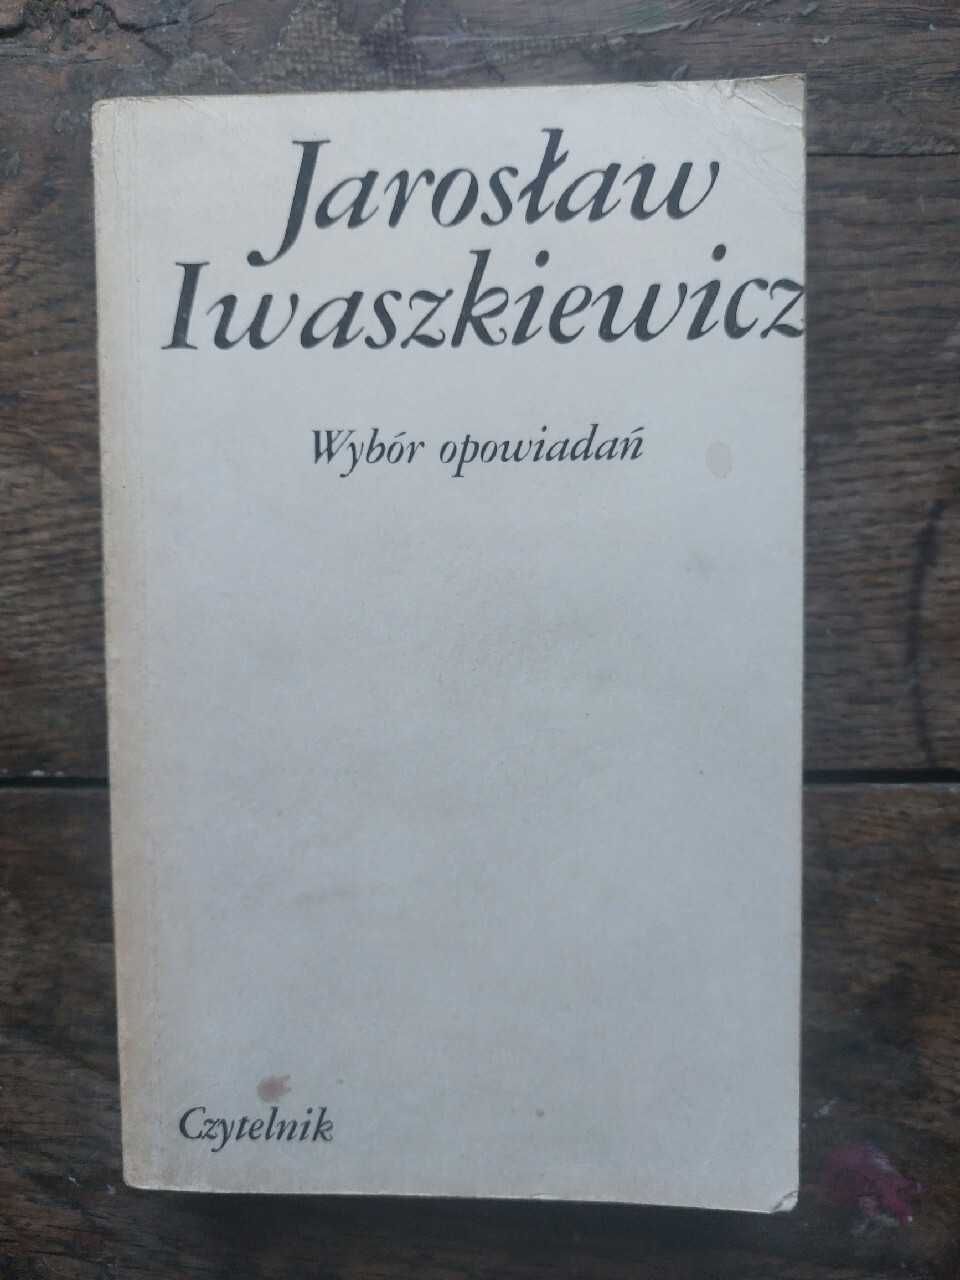 Jarosław
Iwaszkiewicz
Wybór opowiadań
Czytelnik